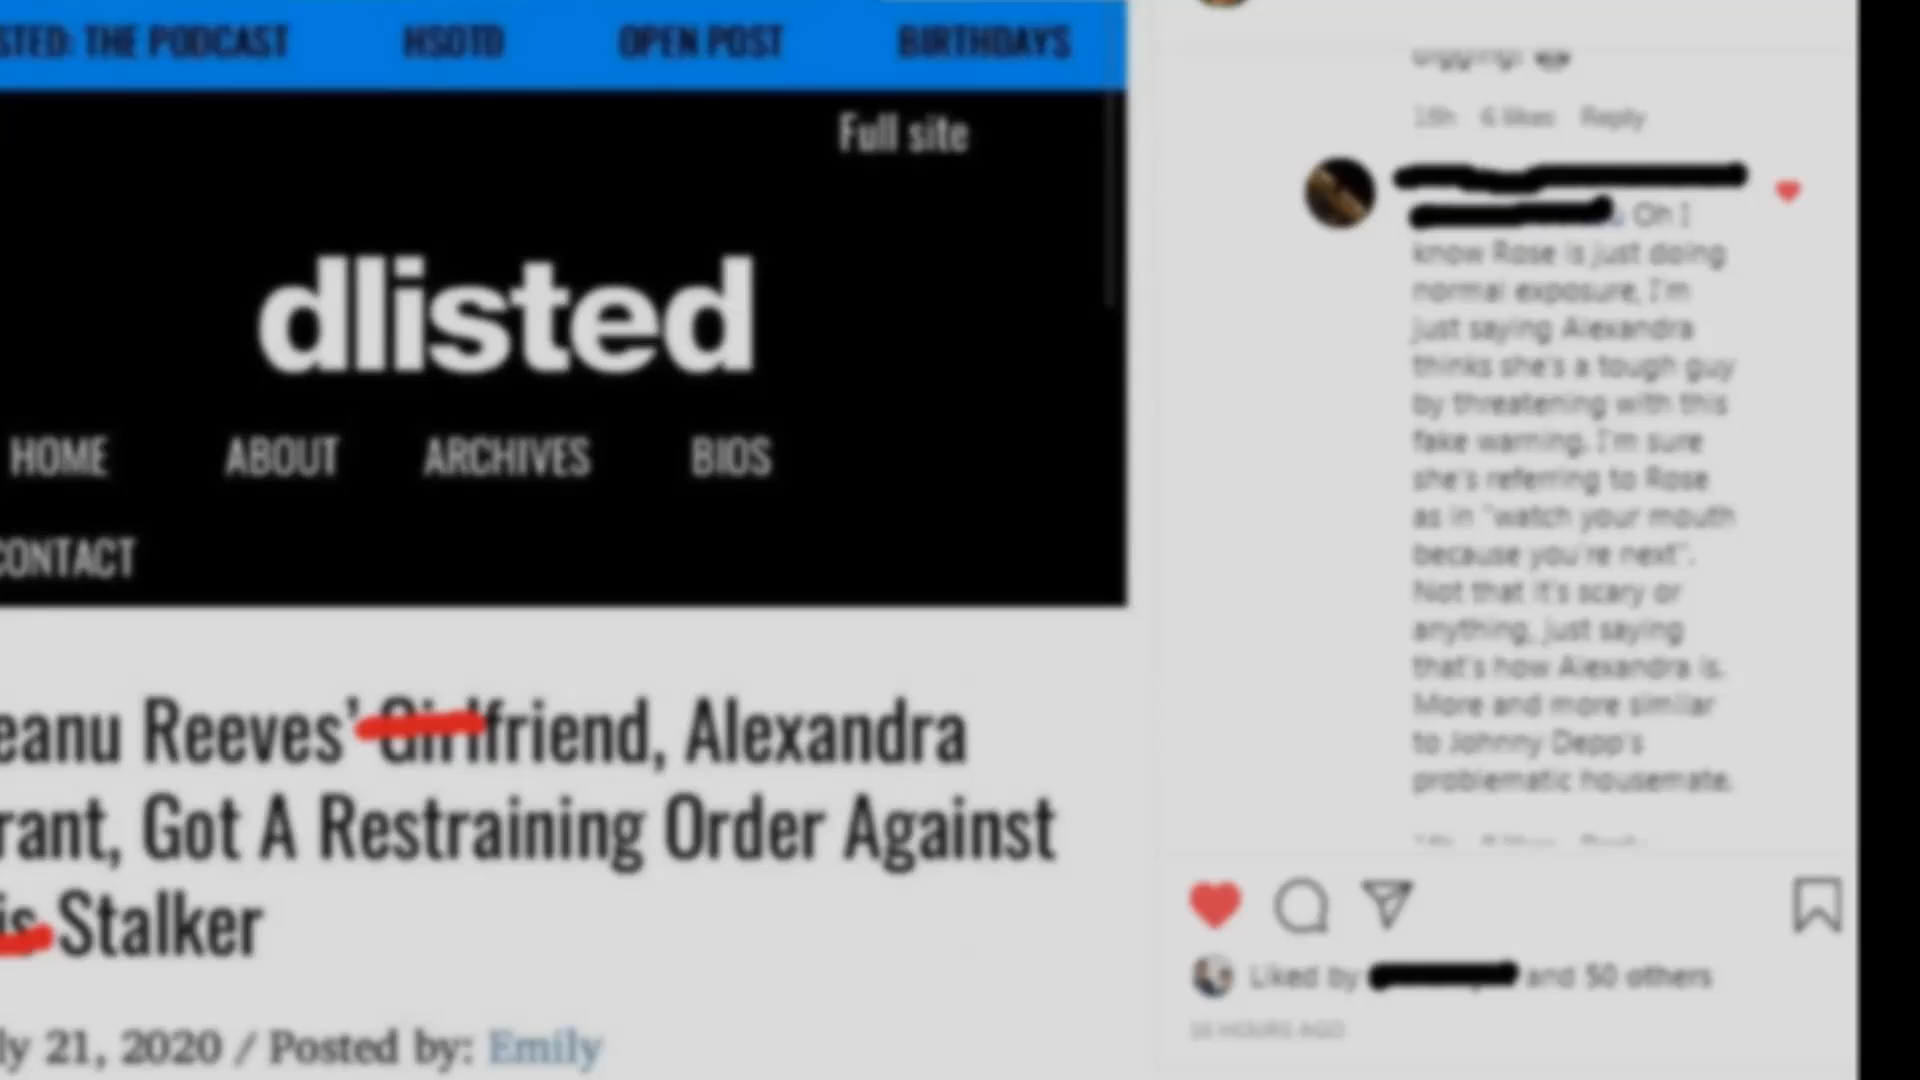 STED: THE PODCAST HSOTD OPEN POST BIRTHDAYS
Full site
dlisted
HOME ABOUT ARCHIVES BIOS
CONTACT
eanu Reeves' Girlfriend, Alexandra
rant, Got A Restraining Order Against
is Stalker
ly 21, 2020 / Posted by: Emily
digging!
6 likes Reply
Oh I
know Rose is just doing
normal exposure, I'm
just saying Alexandra
thinks she's a tough guy
by threatening with this
fake warning. I'm sure
she's referring to Rose
as in "watch your mouth
because you're next".
Not that it's scary or
anything, just saying
that's how Alexandra is.
More and more similar
to Johnny Depp's
problematic housemate.
Liked by and 50 others
HOURS AGO